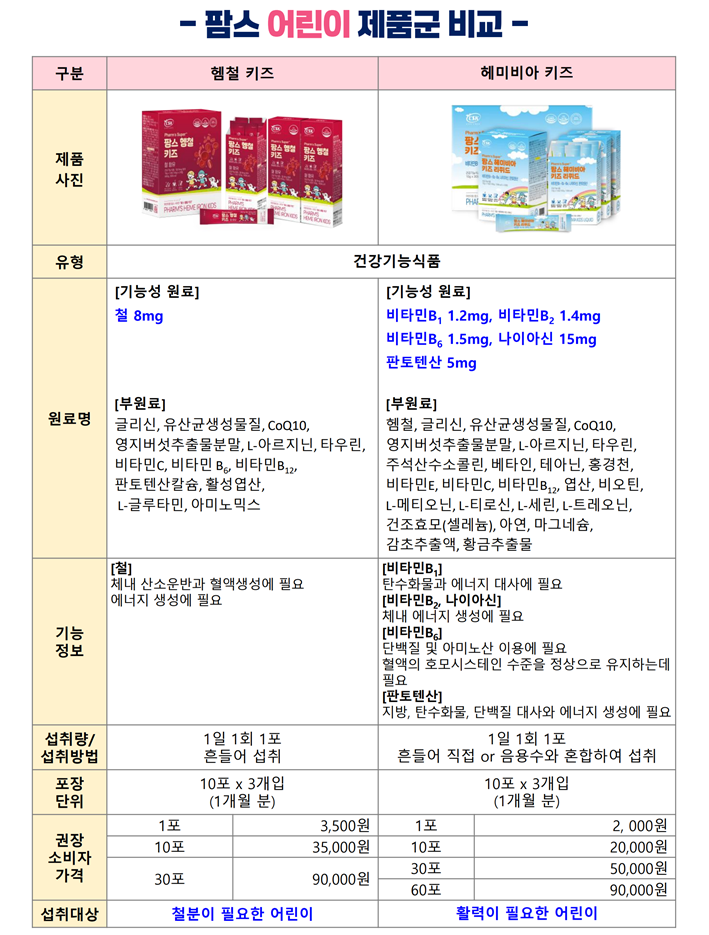 – 팜스 어린이 제품군 비교 –
구분
헴철 키즈
헤미비아 키즈
제품
사진
Pharm's Super
팜스 헴철
키즈
PHARM'S HEME IRON KIDS
팜스 헤미비아
키즈 리쿼드
유형
건강기능식품
원료명
[기능성 원료]
철 8mg
[부원료]
글리신, 유산균생성물질, CoQ10,
영지버섯추출물분말, L-아르지닌, 타우린,
비타민C, 비타민 B6, 비타민B12,
판토텐산칼슘, 활성엽산,
L-글루타민, 아미노믹스
[기능성 원료]
비타민B1 1.2mg, 비타민B2 1.4mg
비타민B6 1.5mg, 나이아신 15mg
판토텐산 5mg
[부원료]
헴철, 글리신, 유산균생성물질, CoQ10,
영지버섯추출물분말, L-아르지닌, 타우린,
주석산수소콜린, 베타인, 테아닌, 홍경천,
비타민E, 비타민C, 비타민B12, 엽산, 비오틴,
L-메티오닌, L-티로신, L-세린, L-트레오닌,
건조효모(셀레늄), 아연, 마그네슘,
감초추출액, 황금추출물
기능
정보
[철]
체내 산소운반과 혈액생성에 필요
에너지 생성에 필요
[비타민B1]
탄수화물과 에너지 대사에 필요
[비타민B2, 나이아신]
체내 에너지 생성에 필요
[비타민B6]
단백질 및 아미노산 이용에 필요
혈액의 호모시스테인 수준을 정상으로 유지하는데
필요
[판토텐산]
지방, 탄수화물, 단백질 대사와 에너지 생성에 필요
섭취량/
섭취방법
1일 1회 1포
흔들어 섭취
1일 1회 1포
흔들어 직접 or 음용수와 혼합하여 섭취
포장
단위
10포 x 3개입
(1개월 분)
10포 x 3개입
(1개월 분)
권장
소비자
가격
1포 3,500원
10포 35,000원
30포 90,000원
1포 2, 000원
10포 20,000원
30포 50,000원
60포 90,000원
섭취대상
철분이 필요한 어린이
활력이 필요한 어린이